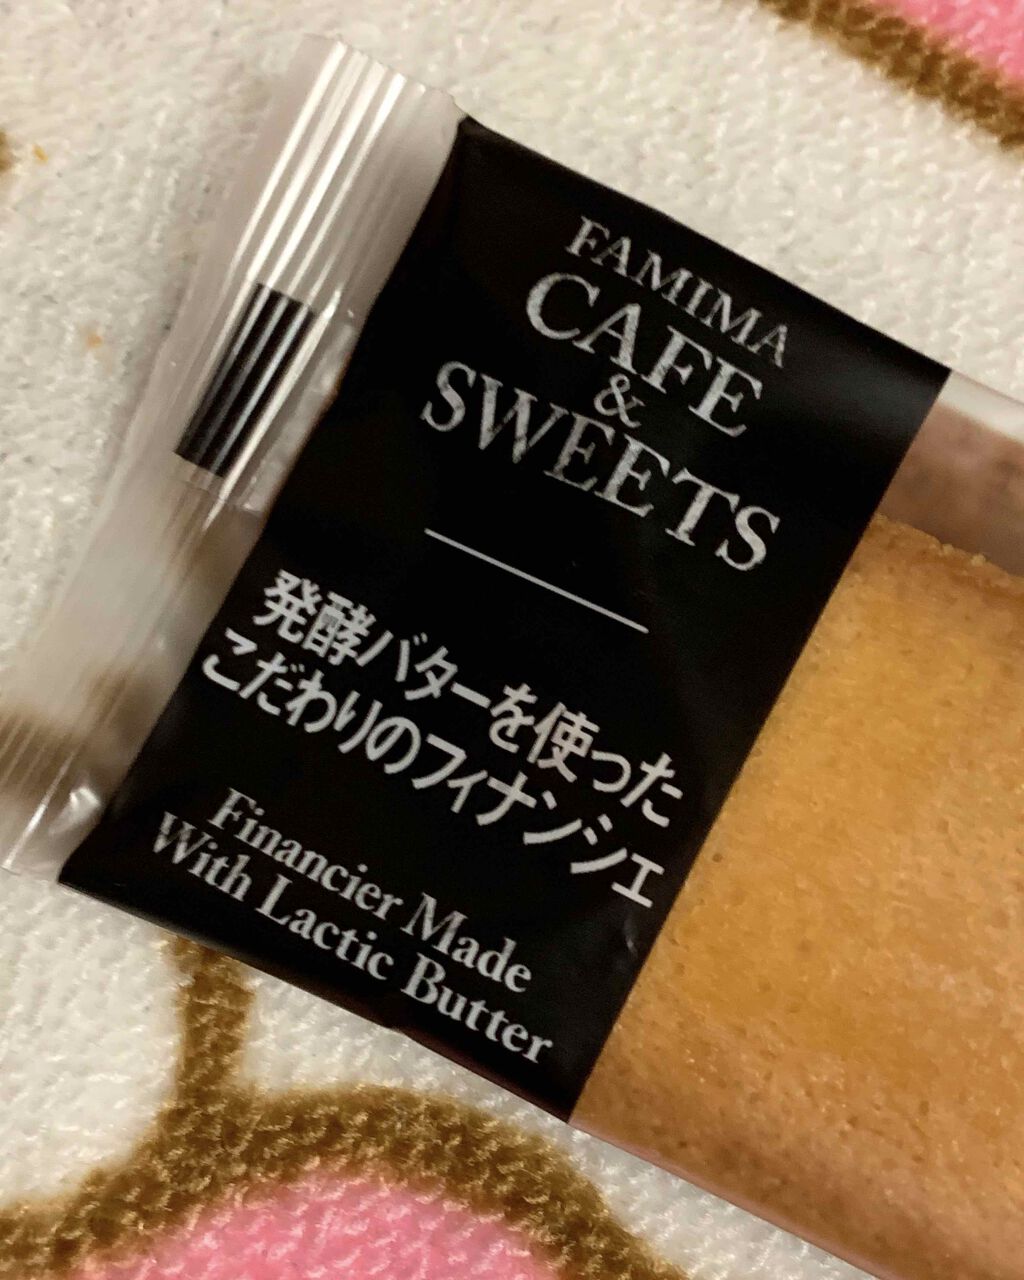 FAMIMA
CAFE
&
SWEETS
発酵バターを使った
こだわりのフィナンシェ
Financier Made
With Lactic Butter